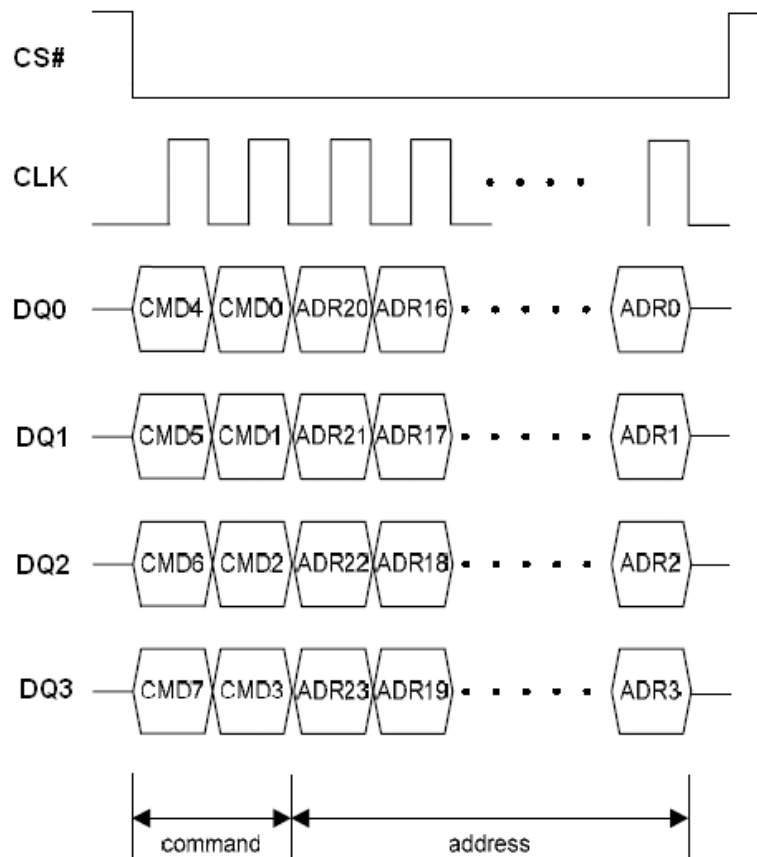 CS#
CLK
DQ0 CMD4 CMD0 ADR20 ADR16 ADR0
DQ1 CMD5 CMD1 ADR21 ADR17 ADR1
DQ2 CMD6 CMD2 ADR22 ADR18 ADR2
DQ3 CMD7 CMD3 ADR23 ADR19 ADR3
command address